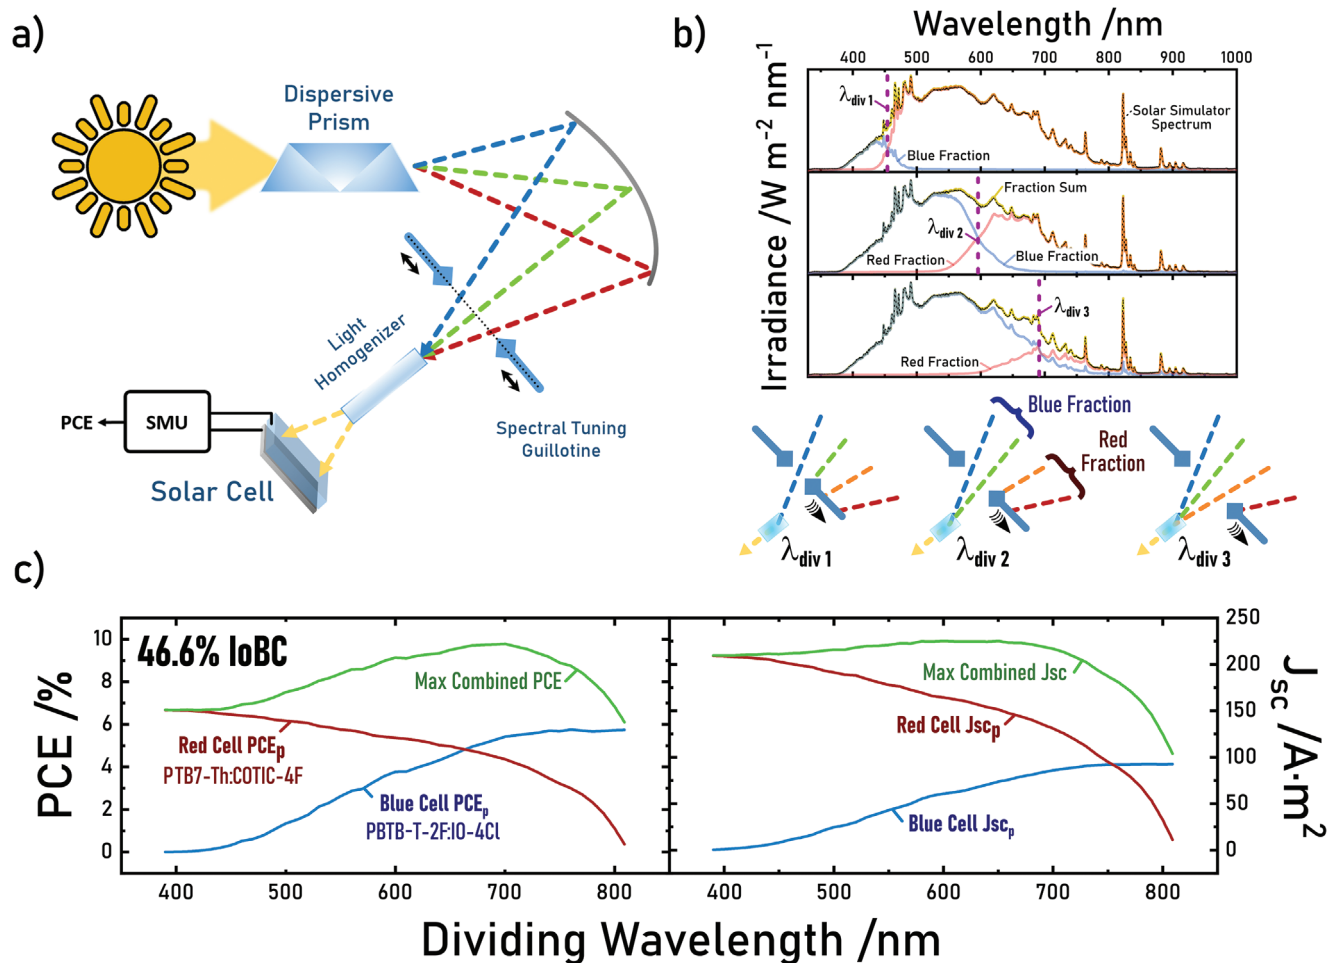 a)
Dispersive
Prism
Light
Homogenizer
PCE
SMU
Solar Cell
Spectral Tuning
Guillotine
b)
Wavelength /nm
400 500 600 700 800 900 1000
Irradiance /W m⁻² nm⁻¹
λdiv 1
Blue Fraction
Solar Simulator
Spectrum
Fraction Sum
λdiv 2
Red Fraction
Blue Fraction
λdiv 3
Red Fraction
Blue Fraction
Red
Fraction
λdiv 1
λdiv 2
λdiv 3
c)
46.6% IoBC
PCE /%
10
8
6
4
2
0
Max Combined PCE
Red Cell PCEp
PTB7-Th:COTIC-4F
Blue Cell PCEp
PBTB-T-2F:IO-4Cl
400 500 600 700 800
Max Combined Jsc
Red Cell Jscp
Blue Cell Jscp
400 500 600 700 800
250
200
150
100
50
0
Jsc /A·m²
Dividing Wavelength /nm